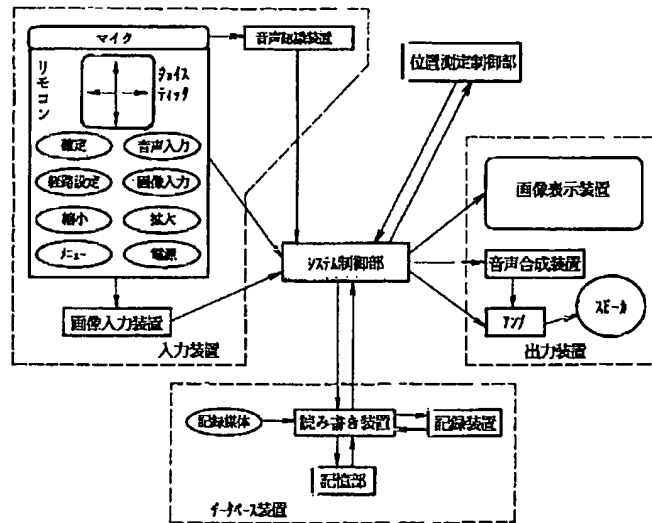 マイク
音声認識装置
リモコン
ジョイス
ティック
位置測定制御部
確定
音声入力
経路設定
画像入力
縮小
拡大
メニュー
電源
画像表示装置
システム制御部
音声合成装置
画像入力装置
アンプ
スピーカ
入力装置
出力装置
記録媒体
読み書き装置
記録装置
記憶部
データベース装置